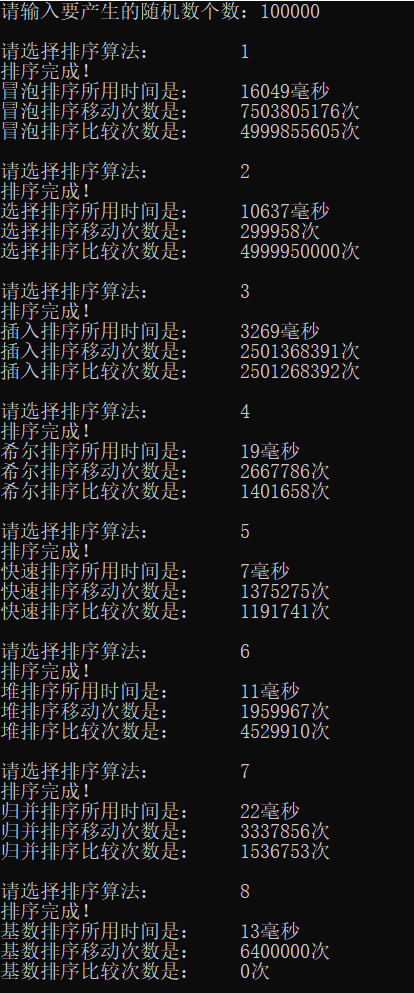 请输入要产生的随机数个数：100000
请选择排序算法： 1
排序完成！
冒泡排序所用时间是： 16049毫秒
冒泡排序移动次数是： 7503805176次
冒泡排序比较次数是： 4999855605次
请选择排序算法： 2
排序完成！
选择排序所用时间是： 10637毫秒
选择排序移动次数是： 299958次
选择排序比较次数是： 4999950000次
请选择排序算法： 3
排序完成！
插入排序所用时间是： 3269毫秒
插入排序移动次数是： 2501368391次
插入排序比较次数是： 2501268392次
请选择排序算法： 4
排序完成！
希尔排序所用时间是： 19毫秒
希尔排序移动次数是： 2667786次
希尔排序比较次数是： 1401658次
请选择排序算法： 5
排序完成！
快速排序所用时间是： 7毫秒
快速排序移动次数是： 1375275次
快速排序比较次数是： 1191741次
请选择排序算法： 6
排序完成！
堆排序所用时间是： 11毫秒
堆排序移动次数是： 1959967次
堆排序比较次数是： 4529910次
请选择排序算法： 7
排序完成！
归并排序所用时间是： 22毫秒
归并排序移动次数是： 3337856次
归并排序比较次数是： 1536753次
请选择排序算法： 8
排序完成！
基数排序所用时间是： 13毫秒
基数排序移动次数是： 6400000次
基数排序比较次数是： 0次